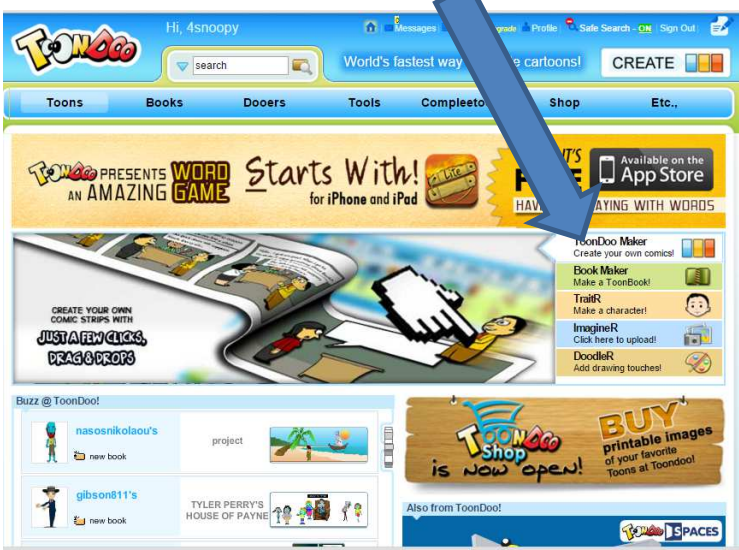 Hi, 4snoopy
Messages
Profile Safe Search - ON Sign Out
TOONDOO
search
World's fastest way
cartoons!
CREATE
Toons Books Dooers Tools Shop Etc.,
TOONDOO PRESENTS WORD
AN AMAZING GAME
Starts With!
for iPhone and iPad
Lite
Available on the
App Store
WITH WORDS
CREATE YOUR OWN
COMIC STRIPS WITH
JUST A FEW CLICKS,
DRAG & DROPS
ToonDoo Maker
Create your own comics!
Book Maker
Make a ToonBook!
TraitR
Make a character!
ImagineR
Click here to upload!
DoodleR
Add drawing touches!
Buzz @ ToonDoo!
nasosnikolaou's
new book
project
gibson811's
new book
TYLER PERRY'S
HOUSE OF PAYNE
TOONDOO
Shop
is now open!
BUY
printable images
of your favorite
Toons at Toondoo!
Also from ToonDoo!
TOONDOO SPACES